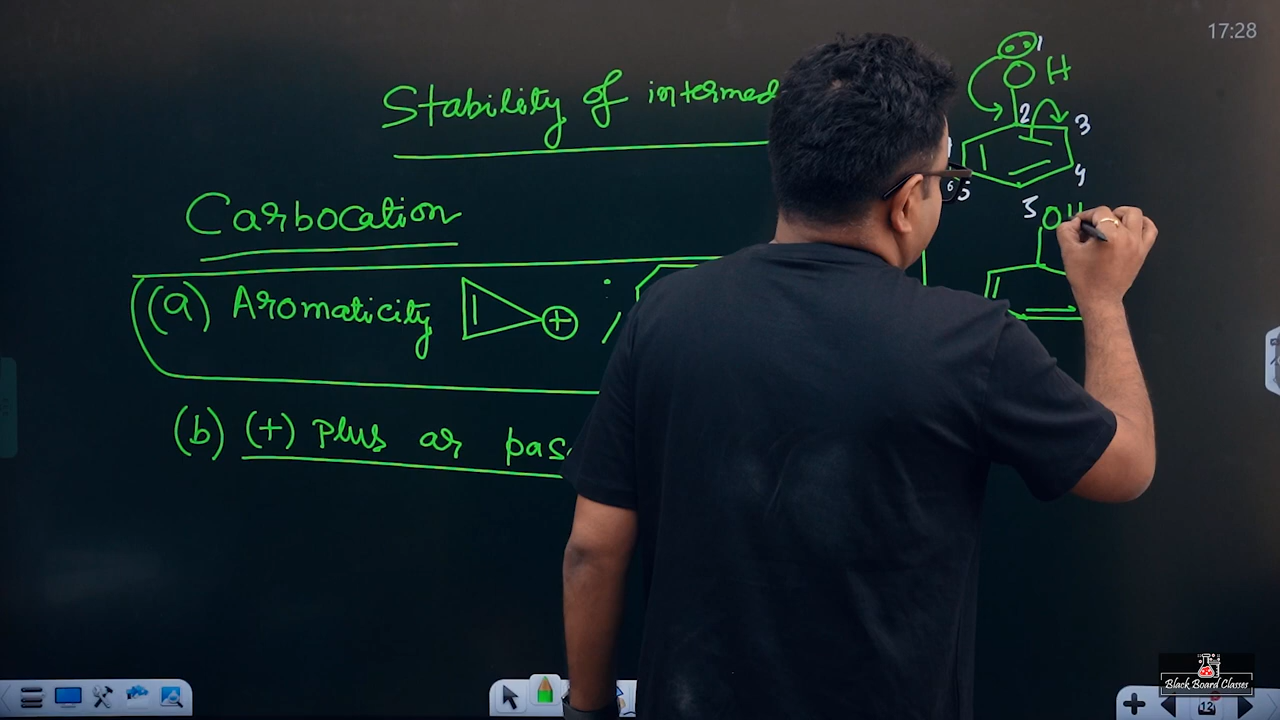 17:28
Stability of intermed
Carbocation
(a) Aromaticity
(b) (+) plus ar pas
OH
1
2
3
4
5
6
5
O
Black Board Classes
12